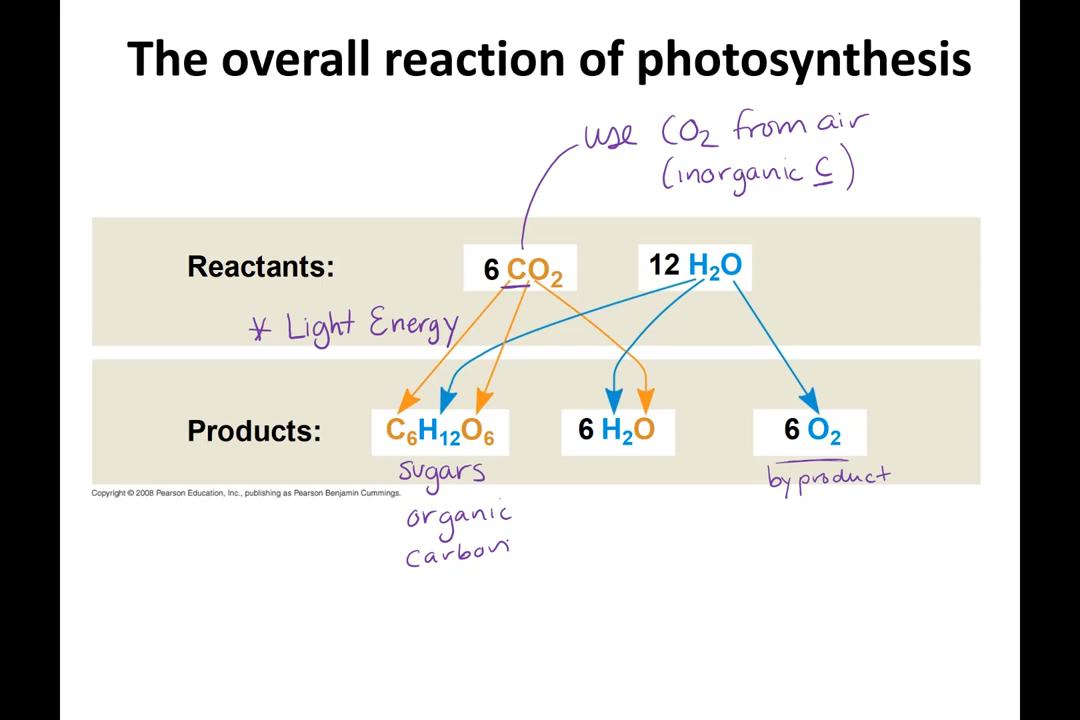 The overall reaction of photosynthesis
use CO₂ from air
(inorganic C)
Reactants: 6 CO₂ 12 H₂O
* Light Energy
Products: C₆H₁₂O₆ 6 H₂O 6 O₂
sugars
by product
Copyright © 2008 Pearson Education, Inc., publishing as Pearson Benjamin Cummings.
organic
carbon